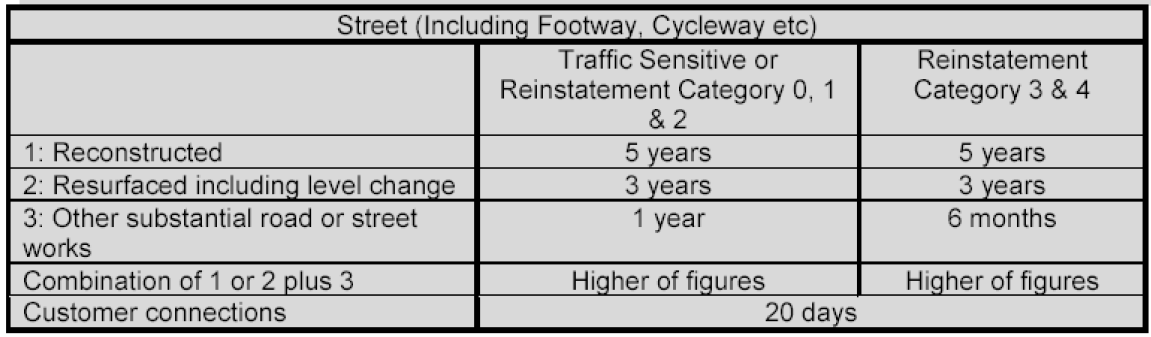 Street (Including Footway, Cycleway etc)
Traffic Sensitive or
Reinstatement Category 0, 1
& 2
Reinstatement
Category 3 & 4
1: Reconstructed
5 years
5 years
2: Resurfaced including level change
3 years
3 years
3: Other substantial road or street
works
1 year
6 months
Combination of 1 or 2 plus 3
Higher of figures
Higher of figures
Customer connections
20 days